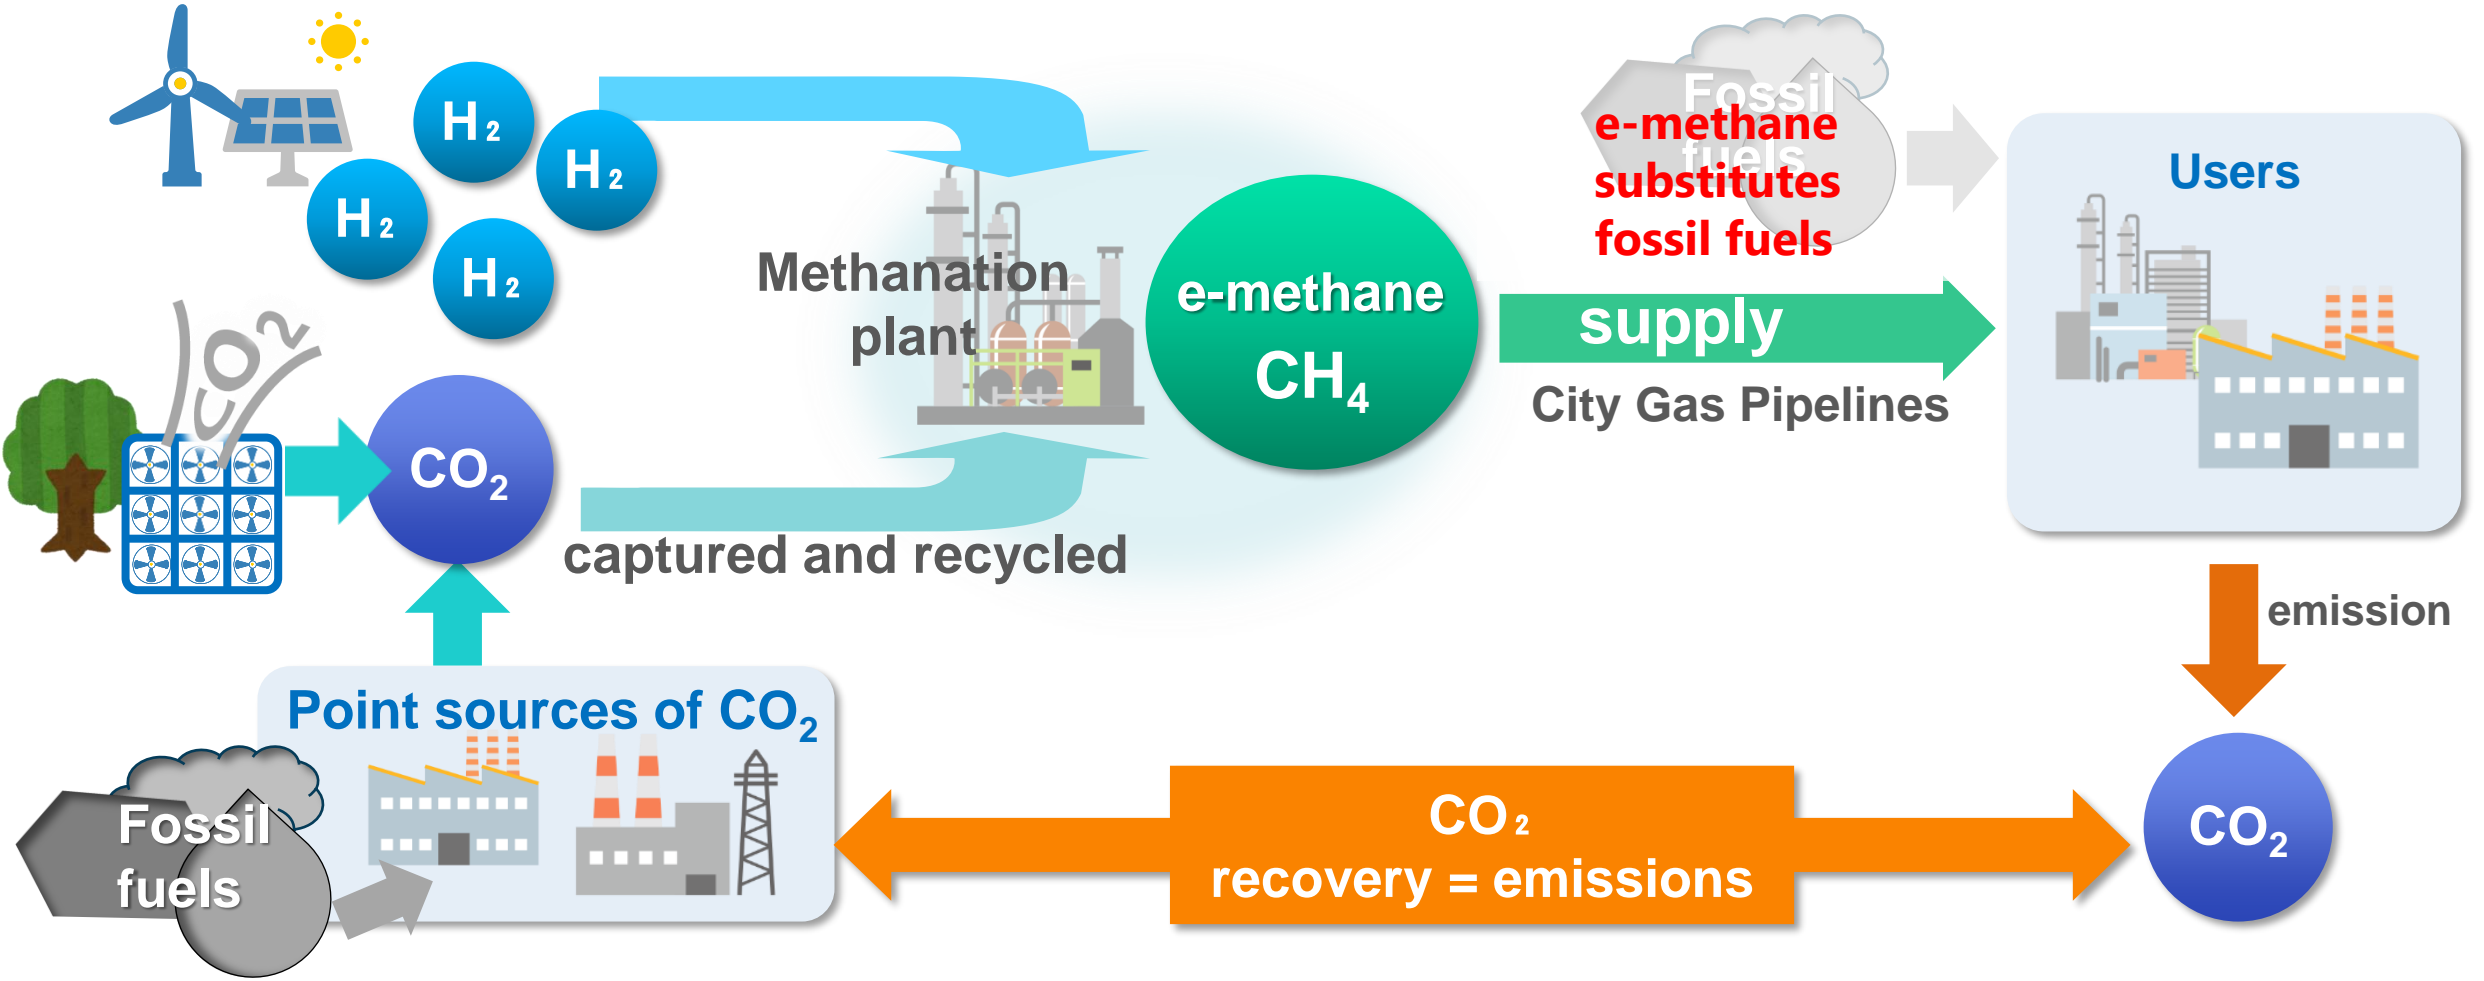 H₂
H₂
H₂
H₂
CO2
CO₂
captured and recycled
Methanation
plant
e-methane
CH₄
Fossil
fuels
e-methane
substitutes
fossil fuels
supply
City Gas Pipelines
Users
emission
CO₂
CO₂
recovery = emissions
Point sources of CO₂
Fossil
fuels